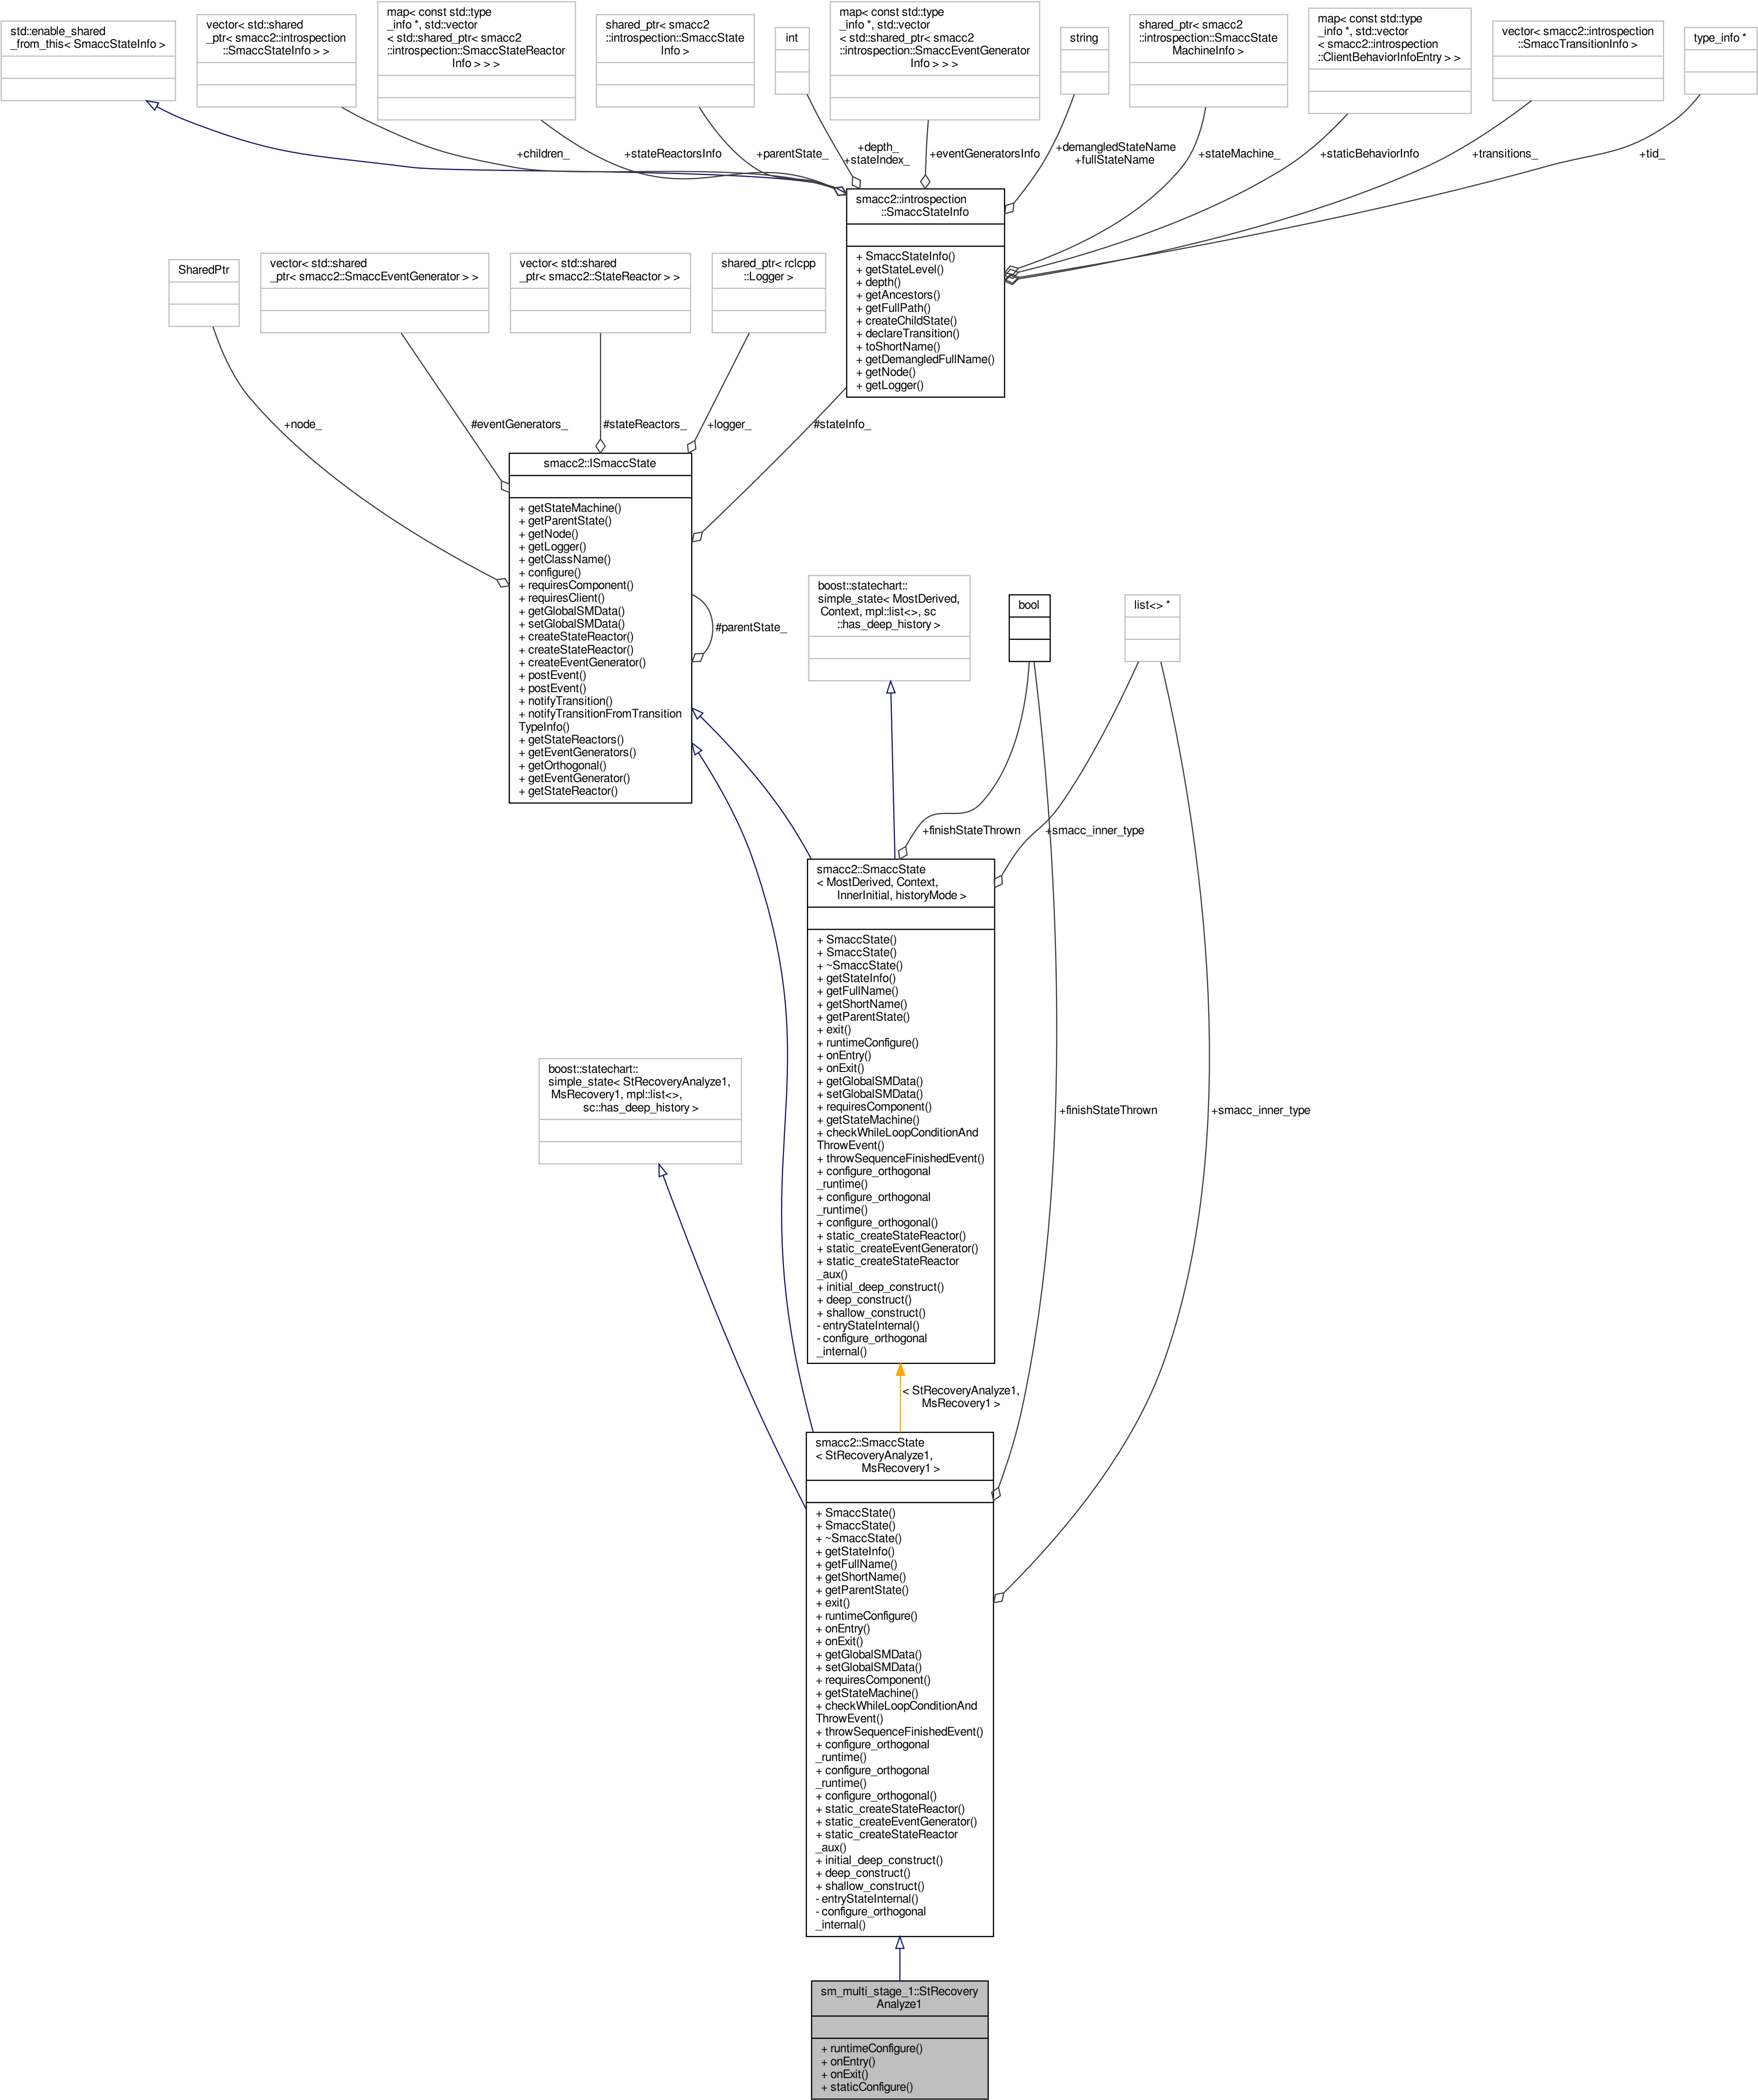 std::enable_shared
_from_this< SmaccStateInfo >
vector< std::shared
_ptr< smacc2::introspection
::SmaccStateInfo > >
map< const std::type
_info *, std::vector
< std::shared_ptr< smacc2
::introspection::SmaccStateReactor
Info > > >
shared_ptr< smacc2
::introspection::SmaccState
Info >
int
map< const std::type
_info *, std::vector
< std::shared_ptr< smacc2
::introspection::SmaccEventGenerator
Info > > >
string
shared_ptr< smacc2
::introspection::SmaccState
MachineInfo >
map< const std::type
_info *, std::vector
< smacc2::introspection
::ClientBehaviorInfoEntry > >
vector< smacc2::introspection
::SmaccTransitionInfo >
type_info *
+children_
+stateReactorsInfo
+parentState_
+depth_
+stateIndex_
+eventGeneratorsInfo
+demangledStateName
+fullStateName
+stateMachine_
+staticBehaviorInfo
+transitions_
+tid_
smacc2::introspection
::SmaccStateInfo
+ SmaccStateInfo()
+ getStateLevel()
+ depth()
+ getAncestors()
+ getFullPath()
+ createChildState()
+ declareTransition()
+ toShortName()
+ getDemangledFullName()
+ getNode()
+ getLogger()
SharedPtr
vector< std::shared
_ptr< smacc2::SmaccEventGenerator > >
vector< std::shared
_ptr< smacc2::StateReactor > >
shared_ptr< rclcpp
::Logger >
+node_
#eventGenerators_
#stateReactors_
+logger_
#stateInfo_
smacc2::ISmaccState
+ getStateMachine()
+ getParentState()
+ getNode()
+ getLogger()
+ getClassName()
+ configure()
+ requiresComponent()
+ requiresClient()
+ getGlobalSMData()
+ setGlobalSMData()
+ createStateReactor()
+ createStateReactor()
+ createEventGenerator()
+ postEvent()
+ postEvent()
+ notifyTransition()
+ notifyTransitionFromTransition
TypeInfo()
+ getStateReactors()
+ getEventGenerators()
+ getOrthogonal()
+ getEventGenerator()
+ getStateReactor()
#parentState_
boost::statechart::
simple_state< MostDerived,
Context, mpl::list<>, sc
::has_deep_history >
bool
list<> *
+finishStateThrown
+smacc_inner_type
smacc2::SmaccState
< MostDerived, Context,
InnerInitial, historyMode >
+ SmaccState()
+ SmaccState()
+ ~SmaccState()
+ getStateInfo()
+ getFullName()
+ getShortName()
+ getParentState()
+ exit()
+ runtimeConfigure()
+ onEntry()
+ onExit()
+ getGlobalSMData()
+ setGlobalSMData()
+ requiresComponent()
+ getStateMachine()
+ checkWhileLoopConditionAnd
ThrowEvent()
+ throwSequenceFinishedEvent()
+ configure_orthogonal
_runtime()
+ configure_orthogonal
_runtime()
+ configure_orthogonal()
+ static_createStateReactor()
+ static_createEventGenerator()
+ static_createStateReactor
_aux()
+ initial_deep_construct()
+ deep_construct()
+ shallow_construct()
- entryStateInternal()
- configure_orthogonal
_internal()
boost::statechart::
simple_state< StRecoveryAnalyze1,
MsRecovery1, mpl::list<>,
sc::has_deep_history >
+finishStateThrown
+smacc_inner_type
< StRecoveryAnalyze1,
MsRecovery1 >
smacc2::SmaccState
< StRecoveryAnalyze1,
MsRecovery1 >
+ SmaccState()
+ SmaccState()
+ ~SmaccState()
+ getStateInfo()
+ getFullName()
+ getShortName()
+ getParentState()
+ exit()
+ runtimeConfigure()
+ onEntry()
+ onExit()
+ getGlobalSMData()
+ setGlobalSMData()
+ requiresComponent()
+ getStateMachine()
+ checkWhileLoopConditionAnd
ThrowEvent()
+ throwSequenceFinishedEvent()
+ configure_orthogonal
_runtime()
+ configure_orthogonal
_runtime()
+ configure_orthogonal()
+ static_createStateReactor()
+ static_createEventGenerator()
+ static_createStateReactor
_aux()
+ initial_deep_construct()
+ deep_construct()
+ shallow_construct()
- entryStateInternal()
- configure_orthogonal
_internal()
sm_multi_stage_1::StRecovery
Analyze1
+ runtimeConfigure()
+ onEntry()
+ onExit()
+ staticConfigure()